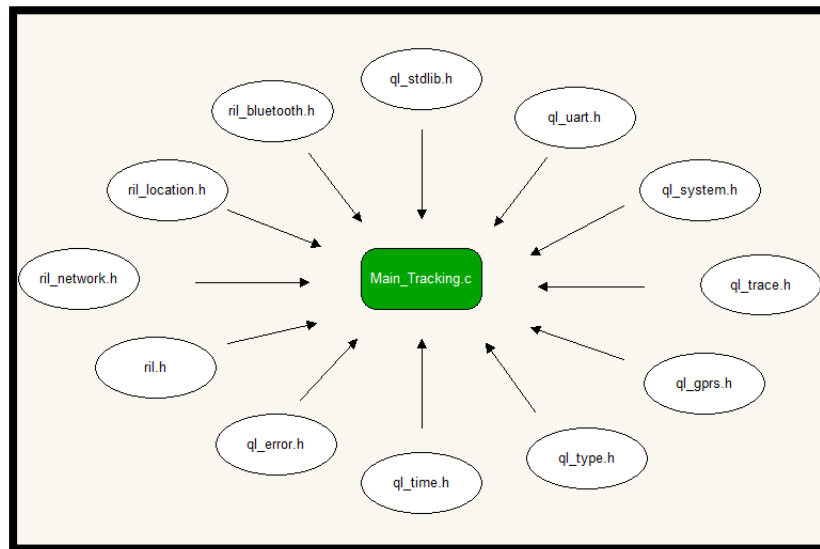 ql_stdlib.h
ril_bluetooth.h
ql_uart.h
ril_location.h
ql_system.h
ril_network.h
Main_Tracking.c
ql_trace.h
ril.h
ql_gprs.h
ql_error.h
ql_type.h
ql_time.h